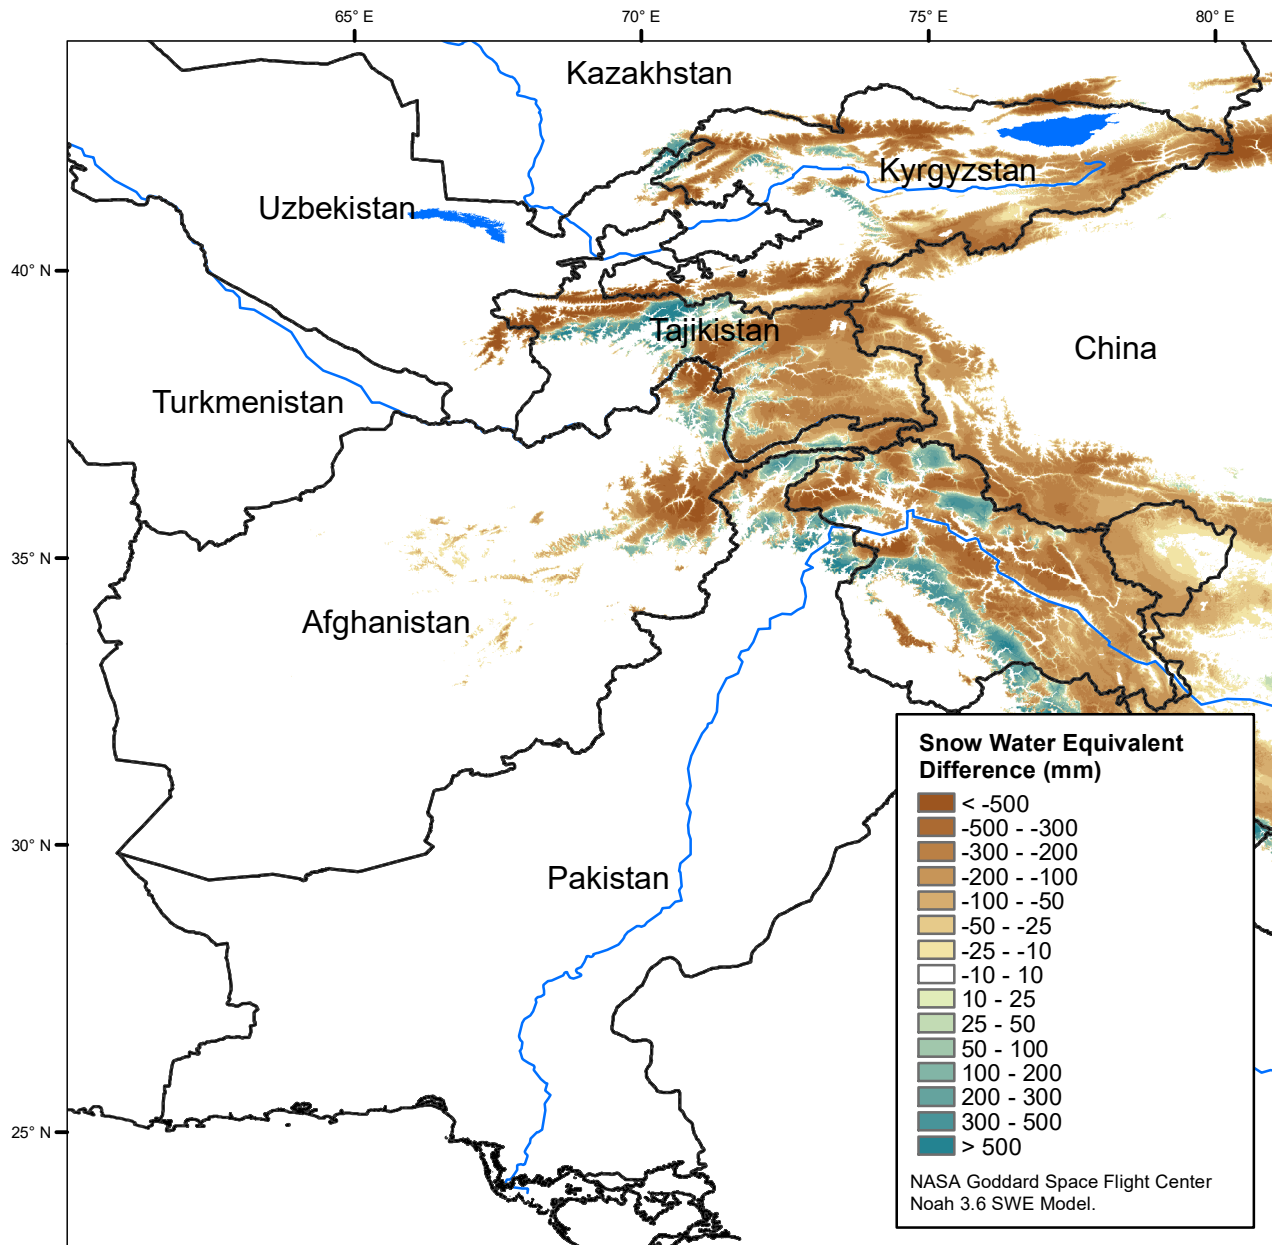 65° E
70° E
75° E
80° E
Kazakhstan
Kyrgyzstan
Uzbekistan
40° N
Tajikistan
China
Turkmenistan
35° N
Afghanistan
Snow Water Equivalent
Difference (mm)
< -500
-500 - -300
-300 - -200
-200 - -100
-100 - -50
-50 - -25
-25 - -10
-10 - 10
10 - 25
25 - 50
50 - 100
100 - 200
200 - 300
300 - 500
> 500
30° N
Pakistan
25° N
NASA Goddard Space Flight Center
Noah 3.6 SWE Model.